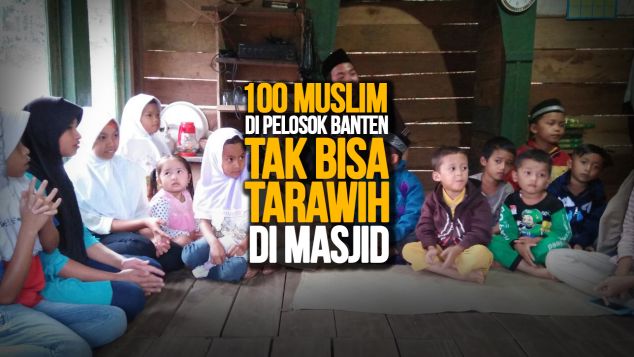 100 MUSLIM
DI PELOSOK BANTEN
TAK BISA
TARAWIH
DI MASJID